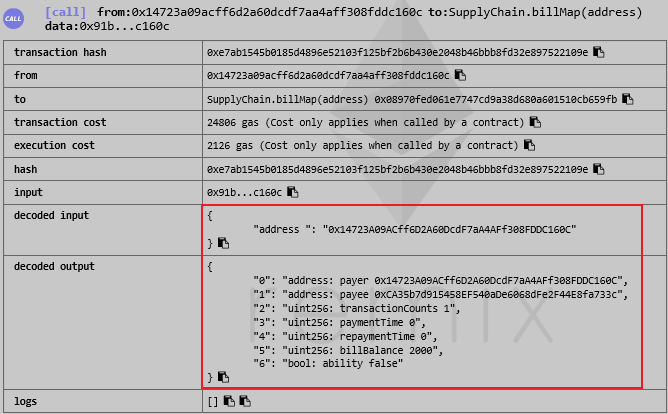 CALL
[call] from:0x14723a09acff6d2a60dcdf7aa4aff308fddc160c to:SupplyChain.billMap(address)
data:0x91b...c160c
transaction hash 0xe7ab1545b0185d4896e52103f125bf2b6b430e2048b46bbb8fd32e897522109e
from 0x14723a09acff6d2a60dcdf7aa4aff308fddc160c
to SupplyChain.billMap(address) 0x08970fed061e7747cd9a38d680a601510cb659fb
transaction cost 24806 gas (Cost only applies when called by a contract)
execution cost 2126 gas (Cost only applies when called by a contract)
hash 0xe7ab1545b0185d4896e52103f125bf2b6b430e2048b46bbb8fd32e897522109e
input 0x91b...c160c
decoded input {
"address ": "0x14723A09ACff6D2A60DcdF7aA4AFf308FDDC160C"
}
decoded output {
"0": "address: payer 0x14723A09ACff6D2A60DcdF7aA4AFf308FDDC160C",
"1": "address: payee 0xCA35b7d915458EF540aDe6068dFe2F44E8fa733c",
"2": "uint256: transactionCounts 1",
"3": "uint256: paymentTime 0",
"4": "uint256: repaymentTime 0",
"5": "uint256: billBalance 2000",
"6": "bool: ability false"
}
logs []